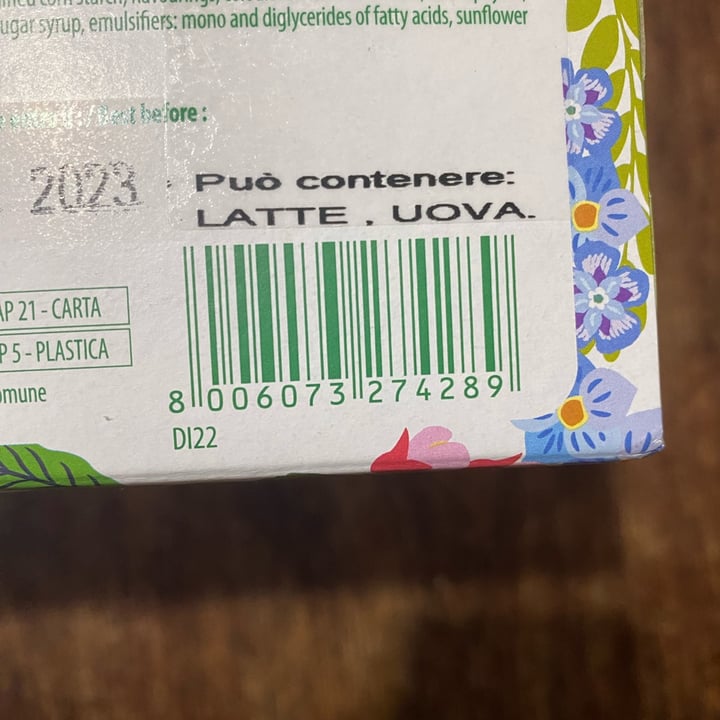 ugar syrup, emulsifiers: mono and diglycerides of fatty acids, sunflower
before :
2023
Può contenere:
LATTE , UOVA.
AP 21 - CARTA
P 5 - PLASTICA
omune
8 006073 274289
DI22